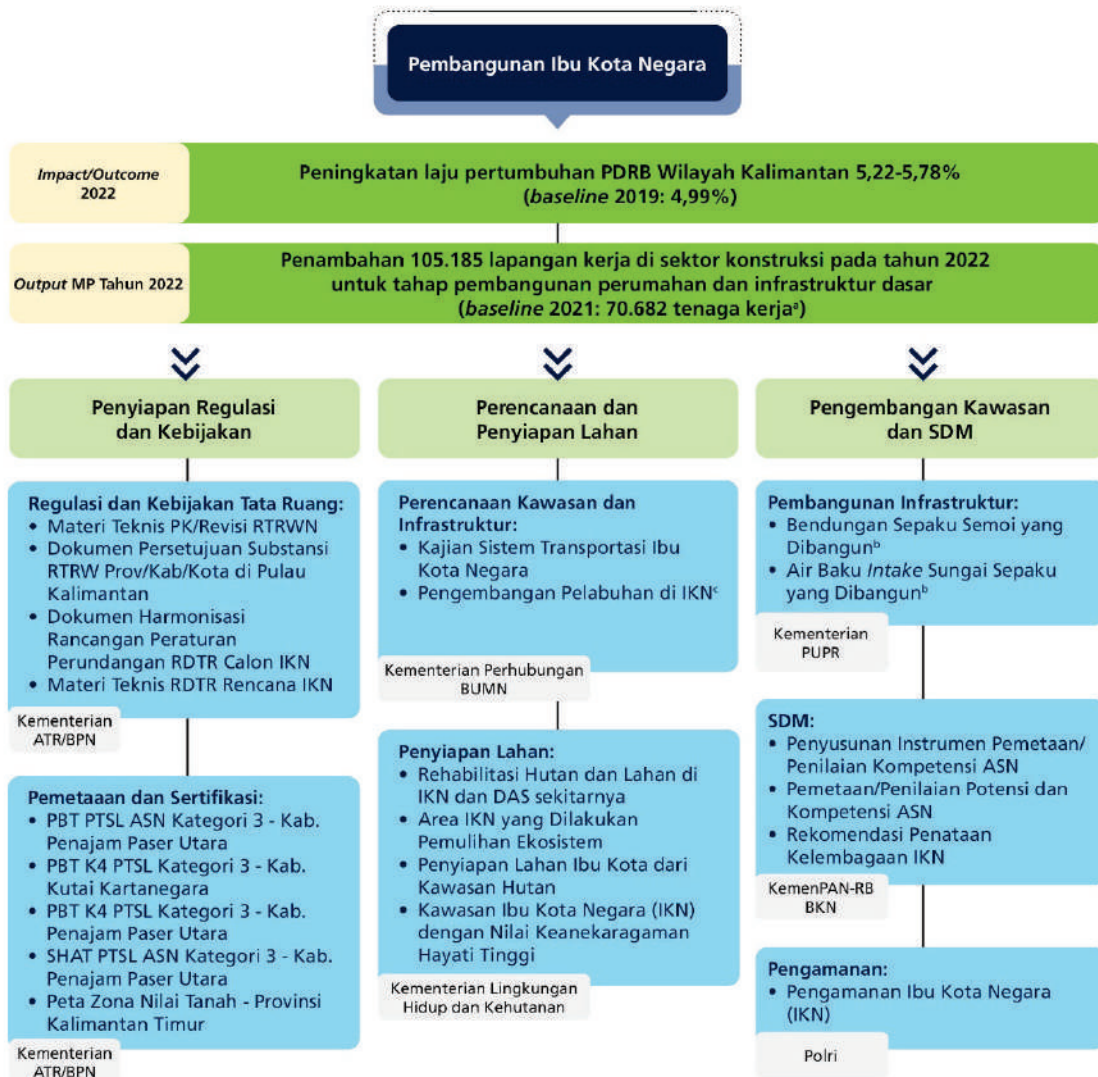 Pembangunan Ibu Kota Negara
Impact/Outcome
2022
Peningkatan laju pertumbuhan PDRB Wilayah Kalimantan 5,22-5,78%
(baseline 2019: 4,99%)
Output MP Tahun 2022
Penambahan 105.185 lapangan kerja di sektor konstruksi pada tahun 2022
untuk tahap pembangunan perumahan dan infrastruktur dasar
(baseline 2021: 70.682 tenaga kerjaᵃ)
Penyiapan Regulasi
dan Kebijakan
Regulasi dan Kebijakan Tata Ruang:
• Materi Teknis PK/Revisi RTRWN
• Dokumen Persetujuan Substansi
RTRW Prov/Kab/Kota di Pulau
Kalimantan
• Dokumen Harmonisasi
Rancangan Peraturan
Perundangan RDTR Calon IKN
• Materi Teknis RDTR Rencana IKN
Kementerian
ATR/BPN
Pemetaaan dan Sertifikasi:
• PBT PTSL ASN Kategori 3 - Kab.
Penajam Paser Utara
• PBT K4 PTSL Kategori 3 - Kab.
Kutai Kartanegara
• PBT K4 PTSL Kategori 3 - Kab.
Penajam Paser Utara
• SHAT PTSL ASN Kategori 3 - Kab.
Penajam Paser Utara
• Peta Zona Nilai Tanah - Provinsi
Kalimantan Timur
Kementerian
ATR/BPN
Perencanaan dan
Penyiapan Lahan
Perencanaan Kawasan dan
Infrastruktur:
• Kajian Sistem Transportasi Ibu
Kota Negara
• Pengembangan Pelabuhan di IKNᶜ
Kementerian Perhubungan
BUMN
Penyiapan Lahan:
• Rehabilitasi Hutan dan Lahan di
IKN dan DAS sekitarnya
• Area IKN yang Dilakukan
Pemulihan Ekosistem
• Penyiapan Lahan Ibu Kota dari
Kawasan Hutan
• Kawasan Ibu Kota Negara (IKN)
dengan Nilai Keanekaragaman
Hayati Tinggi
Kementerian Lingkungan
Hidup dan Kehutanan
Pengembangan Kawasan
dan SDM
Pembangunan Infrastruktur:
• Bendungan Sepaku Semoi yang
Dibangunᵇ
• Air Baku Intake Sungai Sepaku
yang Dibangunᵇ
Kementerian
PUPR
SDM:
• Penyusunan Instrumen Pemetaan/
Penilaian Kompetensi ASN
• Pemetaan/Penilaian Potensi dan
Kompetensi ASN
• Rekomendasi Penataan
Kelembagaan IKN
KemenPAN-RB
BKN
Pengamanan:
• Pengamanan Ibu Kota Negara
(IKN)
Polri